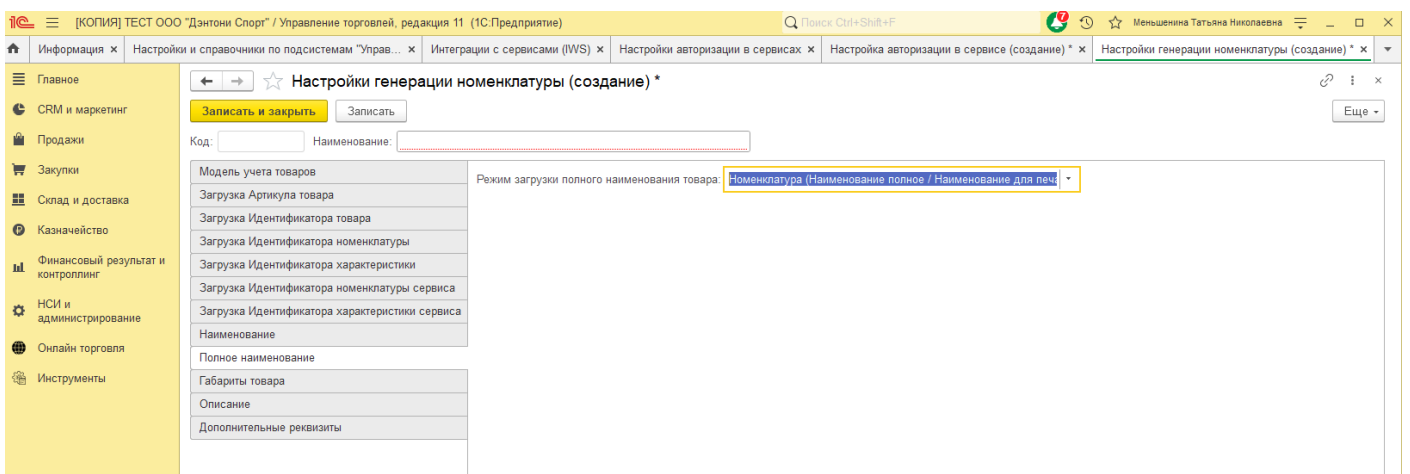 1С [КОПИЯ] ТЕСТ ООО "Дэнтони Спорт" / Управление торговлей, редакция 11 (1С:Предприятие) Поиск Ctrl+Shift+F 7 Меньшенина Татьяна Николаевна
Информация × Настройки и справочники по подсистемам "Управ... × Интеграции с сервисами (IWS) × Настройки авторизации в сервисах × Настройка авторизации в сервисе (создание) * × Настройки генерации номенклатуры (создание) * ×
Главное
CRM и маркетинг
Продажи
Закупки
Склад и доставка
Казначейство
Финансовый результат и
контроллинг
НСИ и
администрирование
Онлайн торговля
Инструменты
Настройки генерации номенклатуры (создание) *
Записать и закрыть Записать Еще
Код: Наименование:
Модель учета товаров
Загрузка Артикула товара
Загрузка Идентификатора товара
Загрузка Идентификатора номенклатуры
Загрузка Идентификатора характеристики
Загрузка Идентификатора номенклатуры сервиса
Загрузка Идентификатора характеристики сервиса
Наименование
Полное наименование
Габариты товара
Описание
Дополнительные реквизиты
Режим загрузки полного наименования товара: Номенклатура (Наименование полное / Наименование для печа